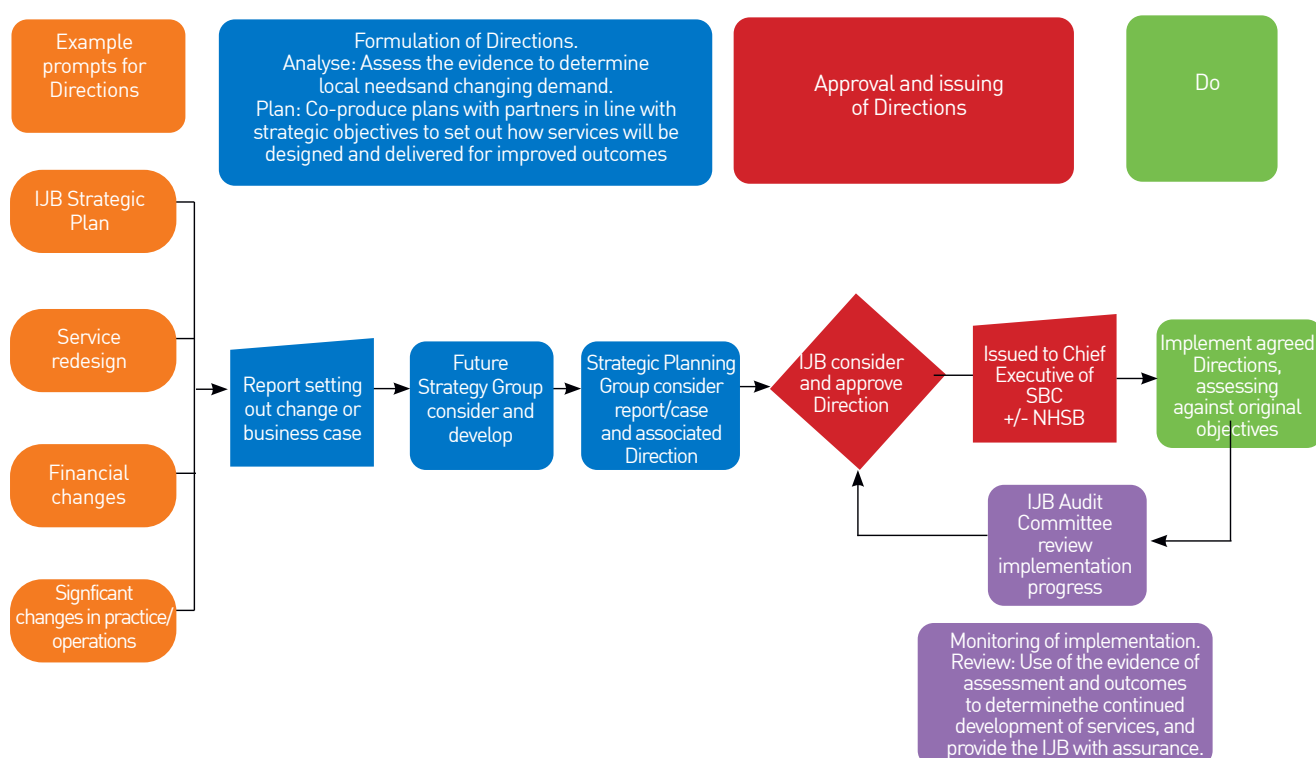 Example
prompts for
Directions
Formulation of Directions.
Analyse: Assess the evidence to determine
local needsand changing demand.
Plan: Co-produce plans with partners in line with
strategic objectives to set out how services will be
designed and delivered for improved outcomes
Approval and issuing
of Directions
Do
IJB Strategic
Plan
Service
redesign
Financial
changes
Signficant
changes in practice/
operations
Report setting
out change or
business case
Future
Strategy Group
consider and
develop
Strategic Planning
Group consider
report/case
and associated
Direction
IJB consider
and approve
Direction
Issued to Chief
Executive of
SBC
+/- NHSB
Implement agreed
Directions,
assessing
against original
objectives
IJB Audit
Committee
review
implementation
progress
Monitoring of implementation.
Review: Use of the evidence of
assessment and outcomes
to determinethe continued
development of services, and
provide the IJB with assurance.